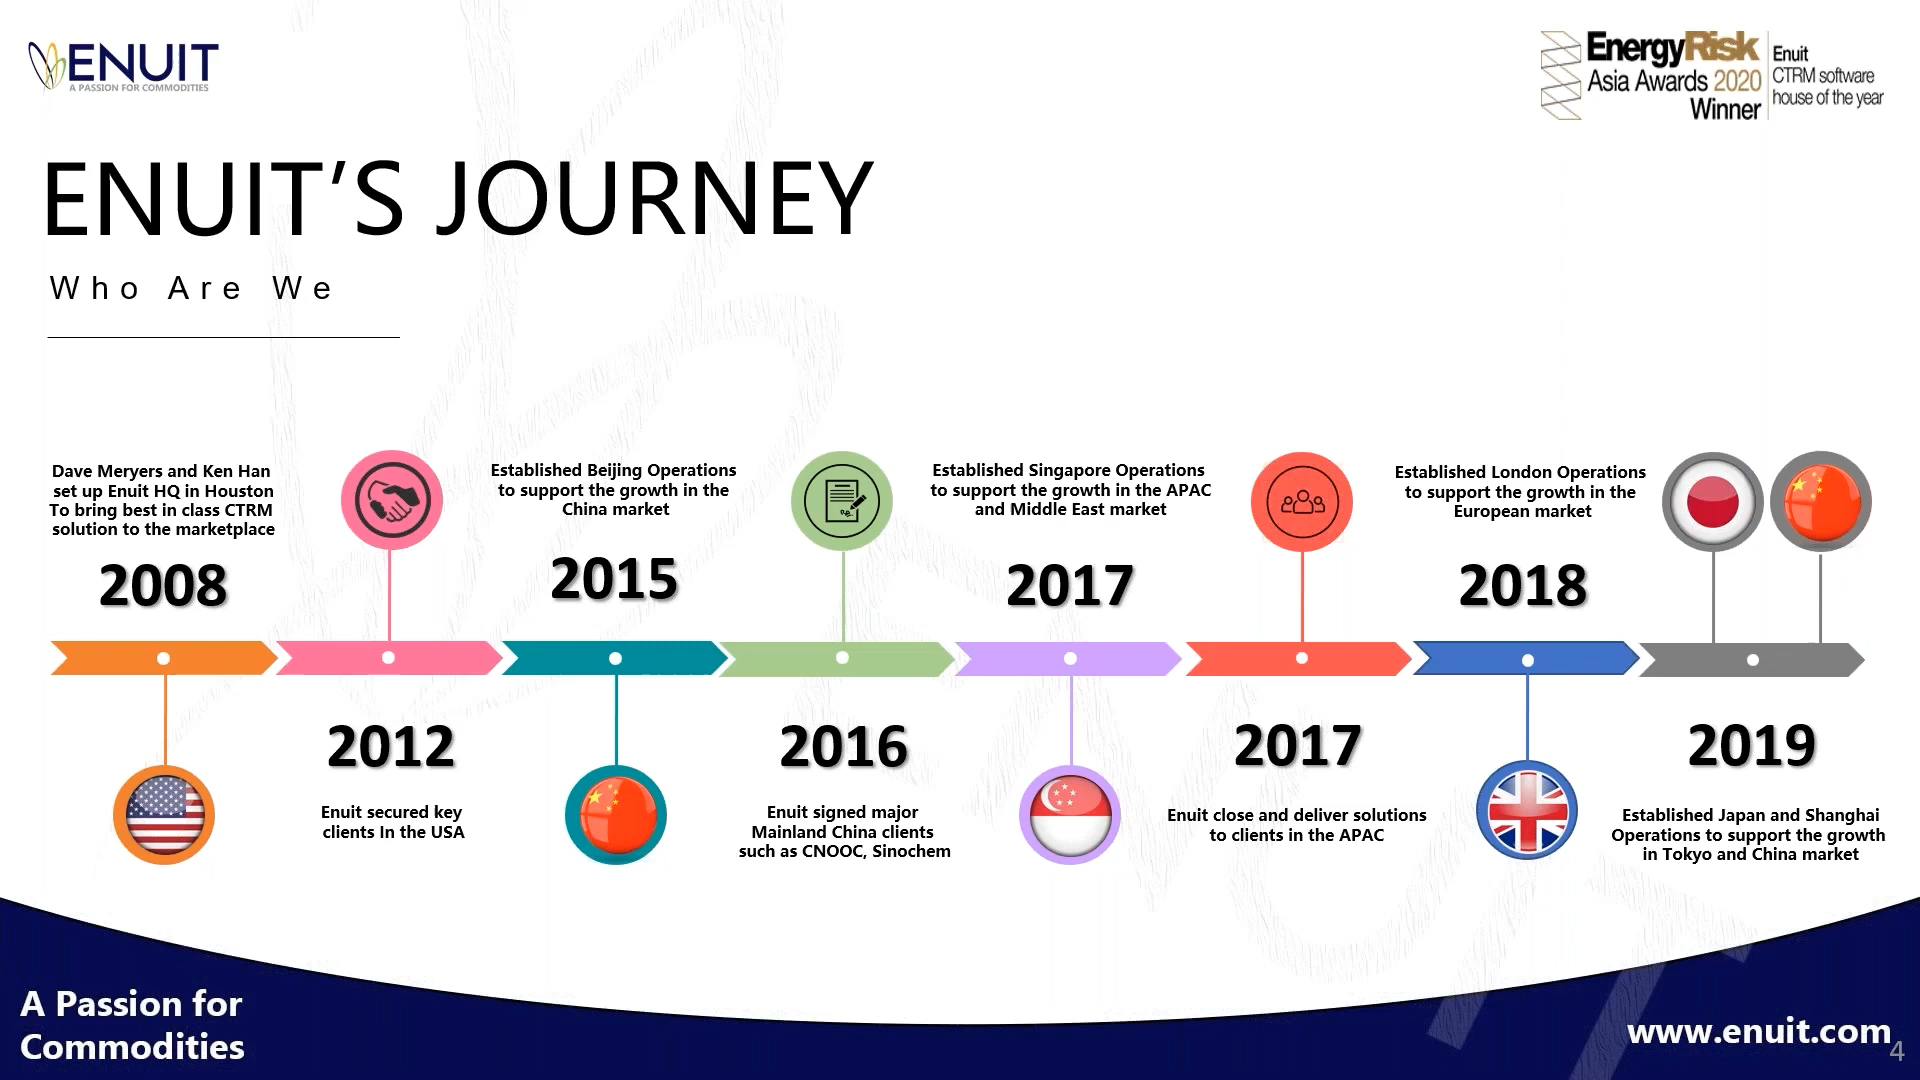 ENUIT
A PASSION FOR COMMODITIES
EnergyRisk
Asia Awards 2020
Winner
Enuit
CTRM software
house of the year
ENUIT’S JOURNEY
Who Are We
Dave Meryers and Ken Han
set up Enuit HQ in Houston
To bring best in class CTRM
solution to the marketplace
2008
2012
Enuit secured key
clients In the USA
Established Beijing Operations
to support the growth in the
China market
2015
2016
Enuit signed major
Mainland China clients
such as CNOOC, Sinochem
Established Singapore Operations
to support the growth in the APAC
and Middle East market
2017
2017
Enuit close and deliver solutions
to clients in the APAC
Established London Operations
to support the growth in the
European market
2018
2019
Established Japan and Shanghai
Operations to support the growth
in Tokyo and China market
A Passion for
Commodities
www.enuit.com
4